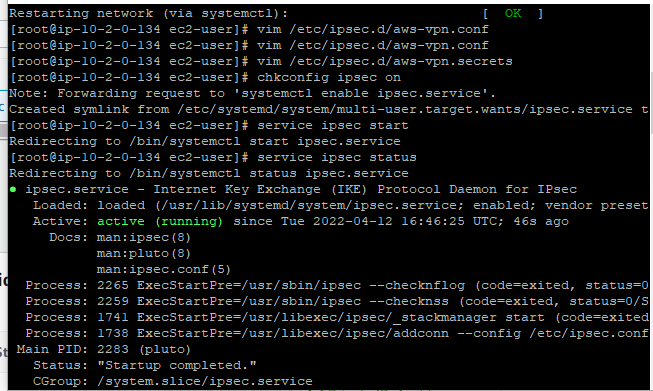 Restarting network (via systemctl):                         [  OK  ]
[root@ip-10-2-0-134 ec2-user]# vim /etc/ipsec.d/aws-vpn.conf
[root@ip-10-2-0-134 ec2-user]# vim /etc/ipsec.d/aws-vpn.conf
[root@ip-10-2-0-134 ec2-user]# vim /etc/ipsec.d/aws-vpn.secrets
[root@ip-10-2-0-134 ec2-user]# chkconfig ipsec on
Note: Forwarding request to 'systemctl enable ipsec.service'.
Created symlink from /etc/systemd/system/multi-user.target.wants/ipsec.service t
[root@ip-10-2-0-134 ec2-user]# service ipsec start
Redirecting to /bin/systemctl start ipsec.service
[root@ip-10-2-0-134 ec2-user]# service ipsec status
Redirecting to /bin/systemctl status ipsec.service
● ipsec.service - Internet Key Exchange (IKE) Protocol Daemon for IPsec
   Loaded: loaded (/usr/lib/systemd/system/ipsec.service; enabled; vendor preset
   Active: active (running) since Tue 2022-04-12 16:46:25 UTC; 46s ago
     Docs: man:ipsec(8)
           man:pluto(8)
           man:ipsec.conf(5)
  Process: 2265 ExecStartPre=/usr/sbin/ipsec --checknflog (code=exited, status=0
  Process: 2259 ExecStartPre=/usr/sbin/ipsec --checknss (code=exited, status=0/S
  Process: 1741 ExecStartPre=/usr/libexec/ipsec/_stackmanager start (code=exited
  Process: 1738 ExecStartPre=/usr/libexec/ipsec/addconn --config /etc/ipsec.conf
 Main PID: 2283 (pluto)
   Status: "Startup completed."
   CGroup: /system.slice/ipsec.service